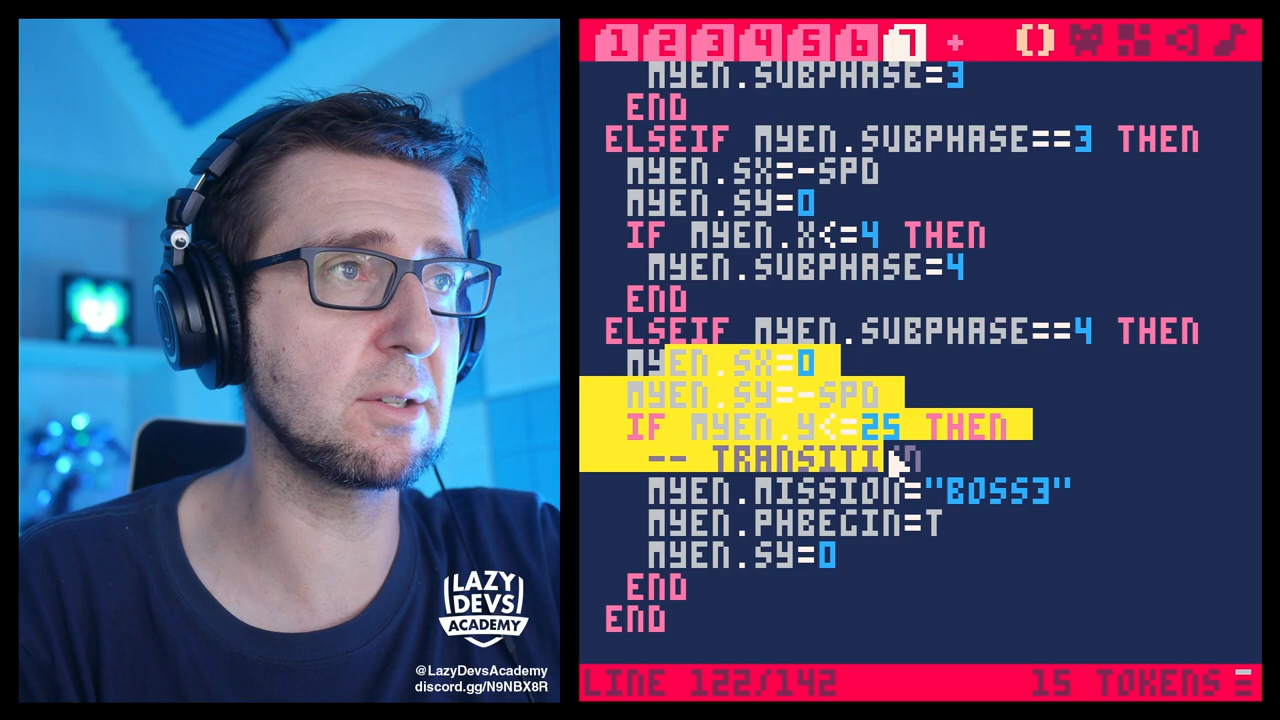 LAZY
DEVS
ACADEMY
@LazyDevsAcademy
discord.gg/N9NBX8R
1 2 3 4 5 6 7 + ()
MYEN.SUBPHASE=3
END
ELSEIF MYEN.SUBPHASE==3 THEN
MYEN.SX=-SPD
MYEN.SY=0
IF MYEN.X<=4 THEN
MYEN.SUBPHASE=4
END
ELSEIF MYEN.SUBPHASE==4 THEN
MYEN.SX=0
MYEN.SY=-SPD
IF MYEN.Y<=25 THEN
-- TRANSITION
MYEN.MISSION="BOSS3"
MYEN.PHBEGIN=T
MYEN.SY=0
END
END
LINE 122/142
15 TOKENS